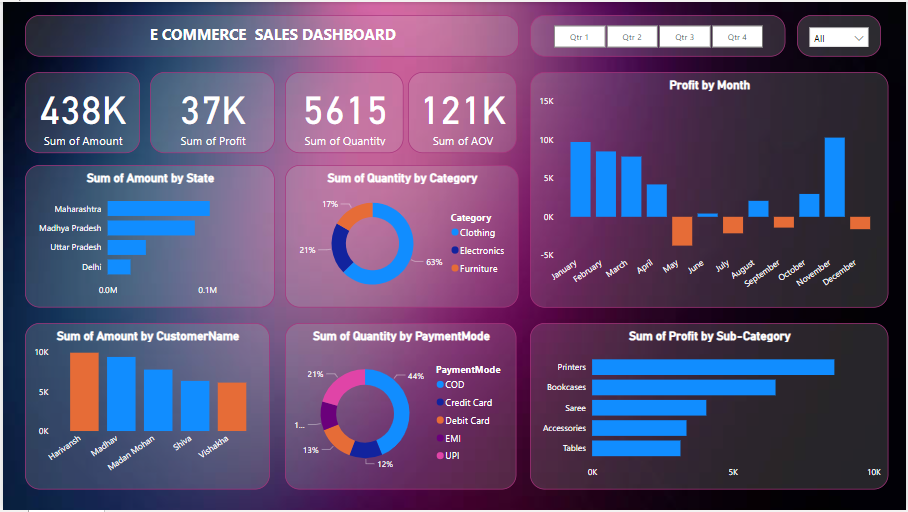 E COMMERCE SALES DASHBOARD
Qtr 1 Qtr 2 Qtr 3 Qtr 4
All
438K
Sum of Amount
37K
Sum of Profit
5615
Sum of Quantity
121K
Sum of AOV
Profit by Month
15K
10K
5K
0K
-5K
January February March April May June July August September October November December
Sum of Amount by State
Maharashtra
Madhya Pradesh
Uttar Pradesh
Delhi
0.0M 0.1M
Sum of Quantity by Category
17%
21%
63%
Category
Clothing
Electronics
Furniture
Sum of Amount by CustomerName
10K
5K
0K
Harivansh Madhav Madan Mohan Shiva Vishakha
Sum of Quantity by PaymentMode
21%
44%
1...
13%
12%
PaymentMode
COD
Credit Card
Debit Card
EMI
UPI
Sum of Profit by Sub-Category
Printers
Bookcases
Saree
Accessories
Tables
0K 5K 10K